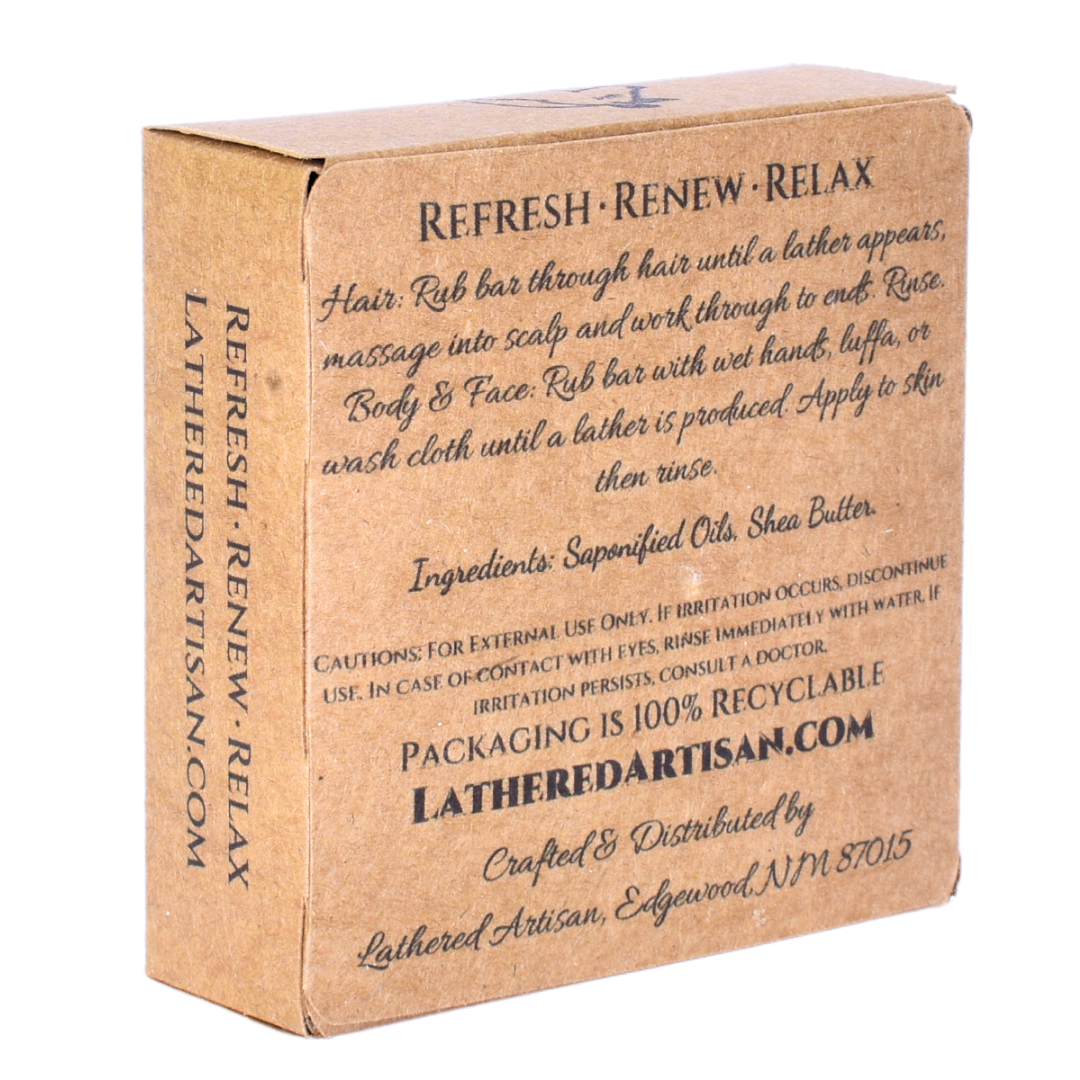 REFRESH·RENEW·RELAX
Hair: Rub bar through hair until a lather appears,
massage into scalp and work through to ends. Rinse.
Body & Face: Rub bar with wet hands, luffa, or
wash cloth until a lather is produced. Apply to skin
then rinse.
Ingredients: Saponified Oils, Shea Butter.
CAUTIONS: FOR EXTERNAL USE ONLY. IF IRRITATION OCCURS, DISCONTINUE
USE. IN CASE OF CONTACT WITH EYES, RINSE IMMEDIATELY WITH WATER. IF
IRRITATION PERSISTS, CONSULT A DOCTOR.
PACKAGING IS 100% RECYCLABLE
LATHEREDARTISAN.COM
Crafted & Distributed by
Lathered Artisan, Edgewood, NM 87015
REFRESH·RENEW·RELAX
LATHEREDARTISAN.COM